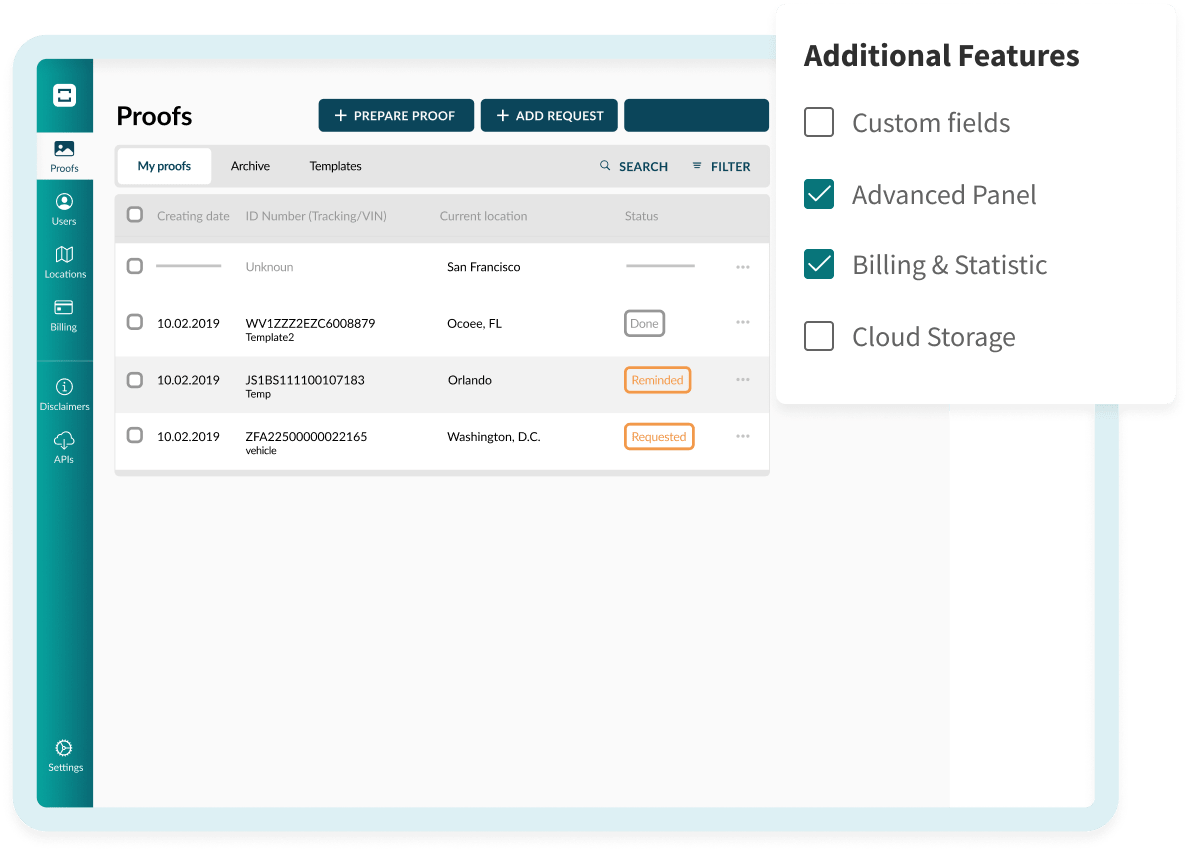 Additional Features
Custom fields
Advanced Panel
Billing & Statistic
Cloud Storage
Proofs
Users
Locations
Billing
Disclaimers
APIs
Settings
Proofs
PREPARE PROOF
ADD REQUEST
My proofs Archive Templates SEARCH FILTER
Creating date ID Number (Tracking/VIN) Current location Status
Unknoun San Francisco
10.02.2019 WV1ZZZ2EZC6008879 Ocoee, FL Done
Template2
10.02.2019 JS1BS111100107183 Orlando Reminded
Temp
10.02.2019 ZFA22500000022165 Washington, D.C. Requested
vehicle